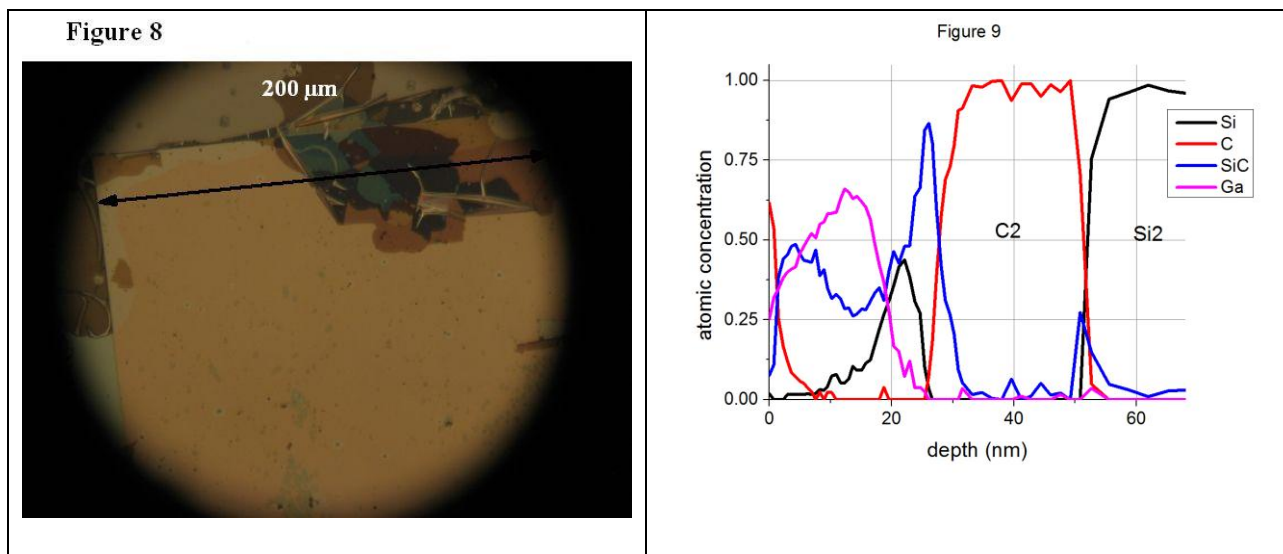 Figure 8
200 μm
Figure 9
1.00
0.75
0.50
0.25
0.00
atomic concentration
0
20
40
60
depth (nm)
Si
C
SiC
Ga
C2
Si2